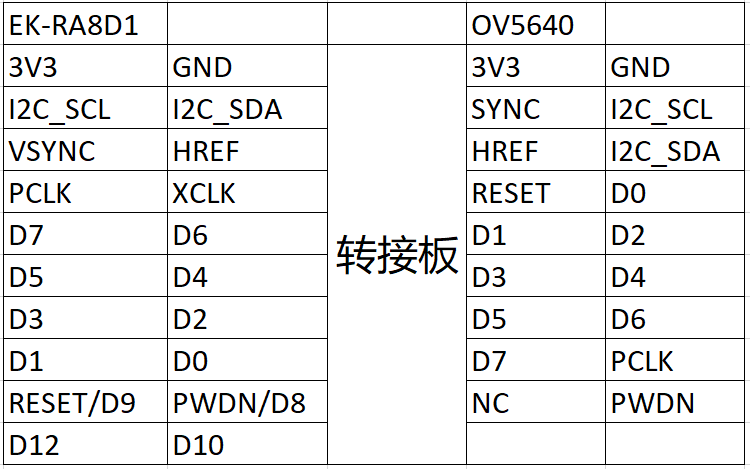 EK-RA8D1 OV5640
3V3 GND 3V3 GND
I2C_SCL I2C_SDA SYNC I2C_SCL
VSYNC HREF HREF I2C_SDA
PCLK XCLK RESET D0
D7 D6 转接板 D1 D2
D5 D4 D3 D4
D3 D2 D5 D6
D1 D0 D7 PCLK
RESET/D9 PWDN/D8 NC PWDN
D12 D10